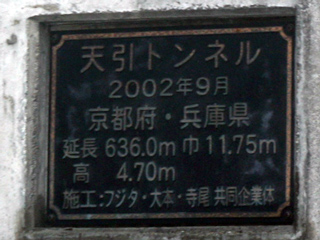 天引トンネル
2002年9月
京都府・兵庫県
延長 636.0m 巾 11.75m
高 4.70m
施工:フジタ・大本・寺尾 共同企業体